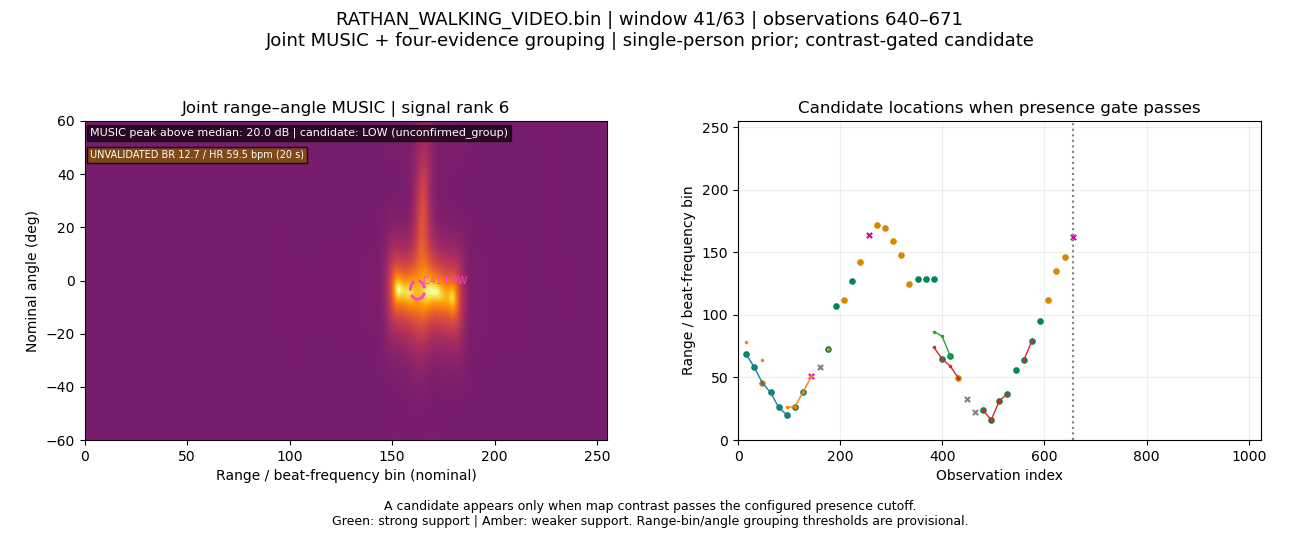 RATHAN_WALKING_VIDEO.bin | window 41/63 | observations 640–671
Joint MUSIC + four-evidence grouping | single-person prior; contrast-gated candidate
Joint range–angle MUSIC | signal rank 6
MUSIC peak above median: 20.0 dB | candidate: LOW (unconfirmed_group)
UNVALIDATED BR 12.7 / HR 59.5 bpm (20 s)
LOW
Nominal angle (deg)
60
40
20
0
−20
−40
−60
0 50 100 150 200 250
Range / beat-frequency bin (nominal)
Candidate locations when presence gate passes
Range / beat-frequency bin
250
200
150
100
50
0
0 200 400 600 800 1000
Observation index
A candidate appears only when map contrast passes the configured presence cutoff.
Green: strong support | Amber: weaker support. Range-bin/angle grouping thresholds are provisional.